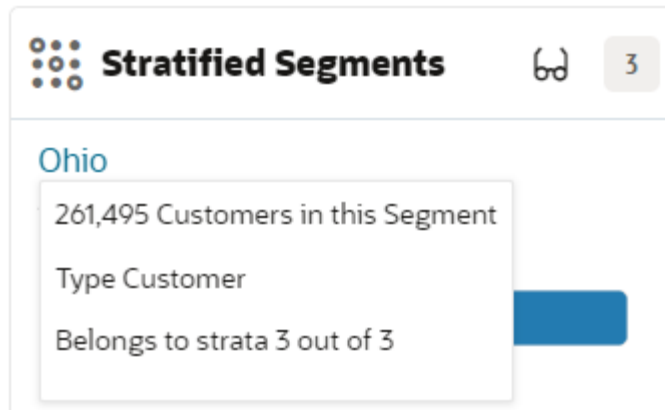 Stratified Segments
3
Ohio
261,495 Customers in this Segment
Type Customer
Belongs to strata 3 out of 3